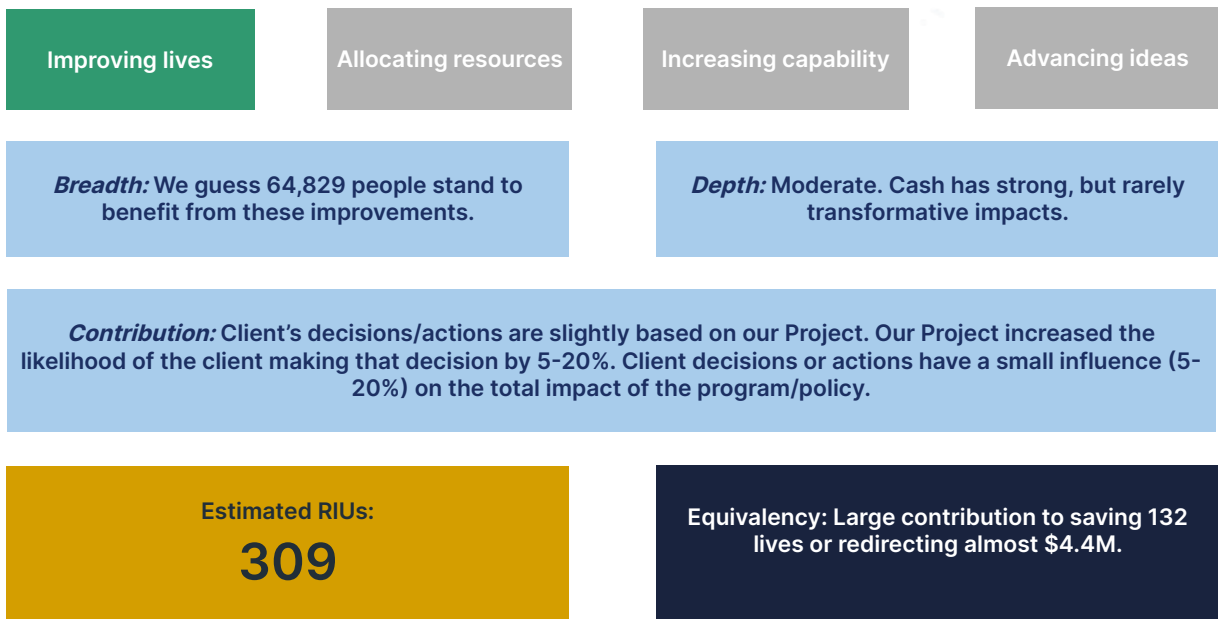 Improving lives
Allocating resources
Increasing capability
Advancing ideas
Breadth: We guess 64,829 people stand to
benefit from these improvements.
Depth: Moderate. Cash has strong, but rarely
transformative impacts.
Contribution: Client’s decisions/actions are slightly based on our Project. Our Project increased the
likelihood of the client making that decision by 5-20%. Client decisions or actions have a small influence (5-
20%) on the total impact of the program/policy.
Estimated RIUs:
309
Equivalency: Large contribution to saving 132
lives or redirecting almost $4.4M.